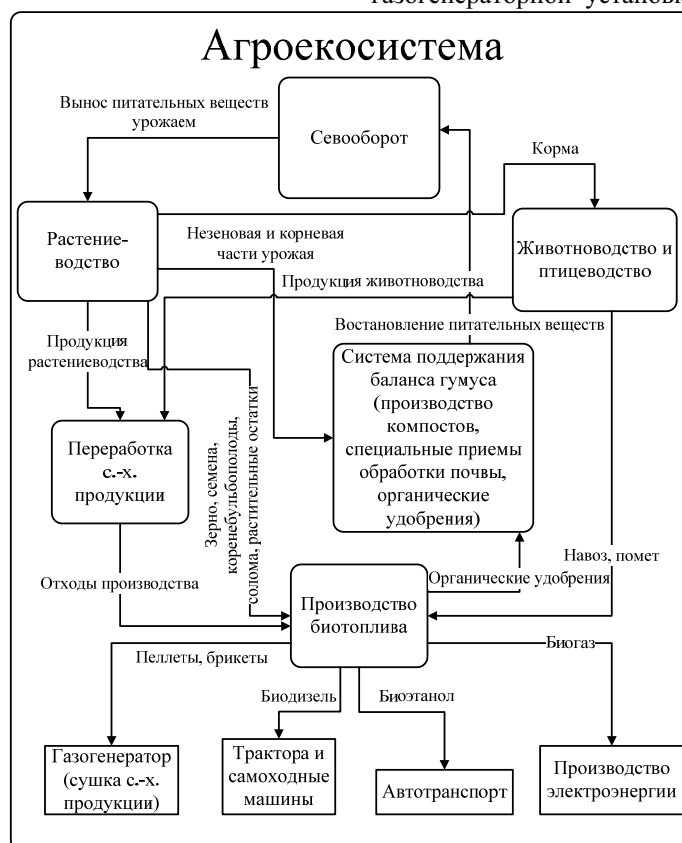 газогенераторной установк
Агроекосистема
Вынос питательных веществ
урожаем
Севооборот
Корма
Растение-
водство
Незеновая и корневая
части урожая
Животноводство и
птицеводство
Продукция животноводства
Продукция
растениеводства
Востановление питательных веществ
Система поддержания
баланса гумуса
(производство
компостов,
специальные приемы
обработки почвы,
органические
удобрения)
Переработка
с.-х.
продукции
Зерно, семена,
коренебульбополоды,
солома, растительные остатки
Навоз, помет
Отходы производства
Органические удобрения
Производство
биотоплива
Пеллеты, брикеты
Биогаз
Биодизель
Биоэтанол
Газогенератор
(сушка с.-х.
продукции)
Трактора и
самоходные
машины
Автотранспорт
Производство
электроэнергии